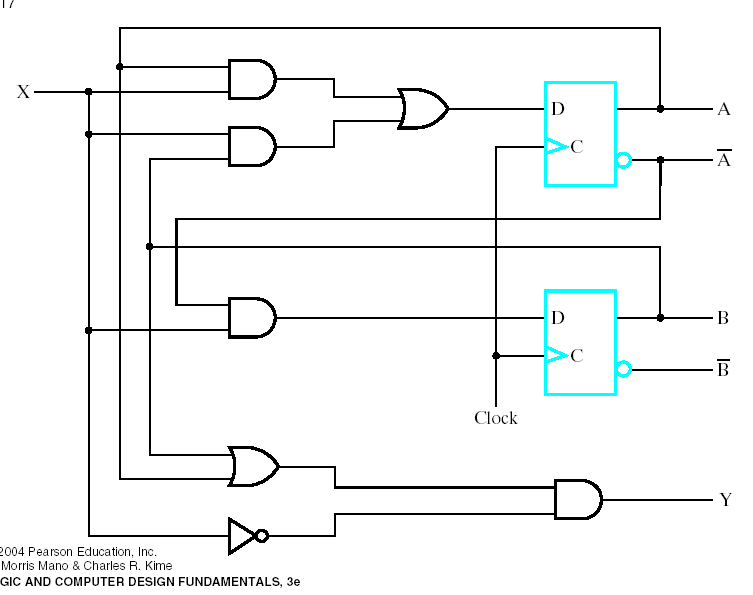 17
X
D
A
C
A̅
D
B
C
B̅
Clock
Y
2004 Pearson Education, Inc.
Morris Mano & Charles R. Kime
GIC AND COMPUTER DESIGN FUNDAMENTALS, 3e